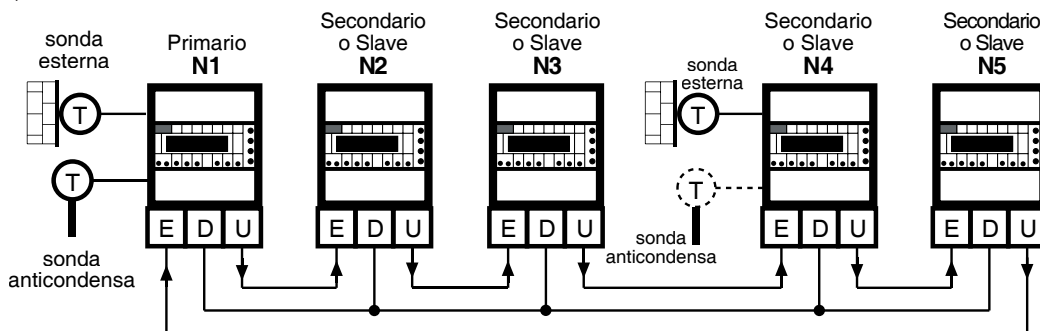 sonda
esterna
Primario
N1
Secondario
o Slave
N2
Secondario
o Slave
N3
sonda
esterna
Secondario
o Slave
N4
Secondario
o Slave
N5
T
T
T
T
E D U
E D U
E D U
E D U
E D U
sonda
anticondensa
sonda
anticondensa